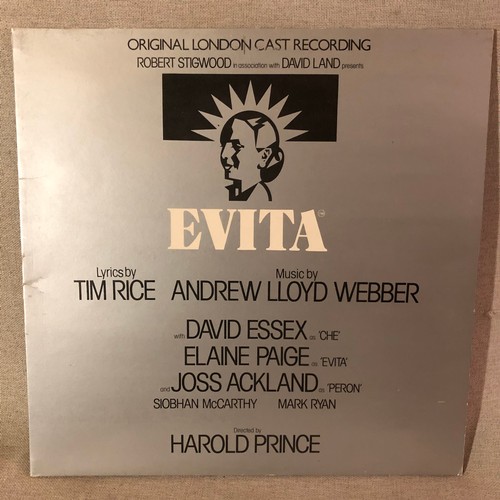 ORIGINAL LONDON CAST RECORDING
ROBERT STIGWOOD in association with DAVID LAND presents
EVITA
Lyrics by Music by
TIM RICE ANDREW LLOYD WEBBER
with DAVID ESSEX as 'CHE'
ELAINE PAIGE as 'EVITA'
and JOSS ACKLAND as 'PERON'
SIOBHAN McCARTHY MARK RYAN
Directed by
HAROLD PRINCE